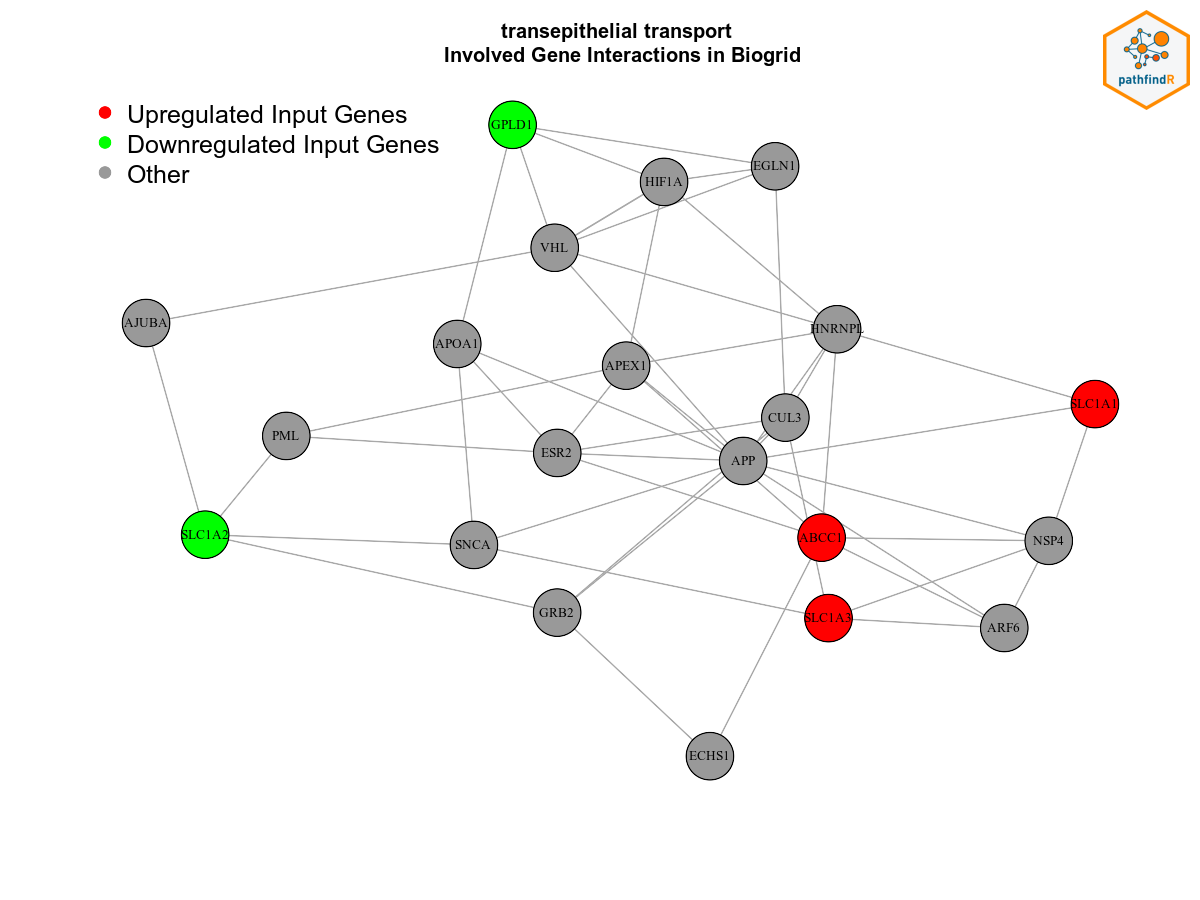 transepithelial transport
Involved Gene Interactions in Biogrid
pathfindR
Upregulated Input Genes
Downregulated Input Genes
Other
GPLD1
EGLN1
HIF1A
VHL
AJUBA
HNRNPL
APOA1
APEX1
SLC1A1
CUL3
PML
ESR2
APP
SLC1A2
ABCC1
NSP4
SNCA
GRB2
SLC1A3
ARF6
ECHS1